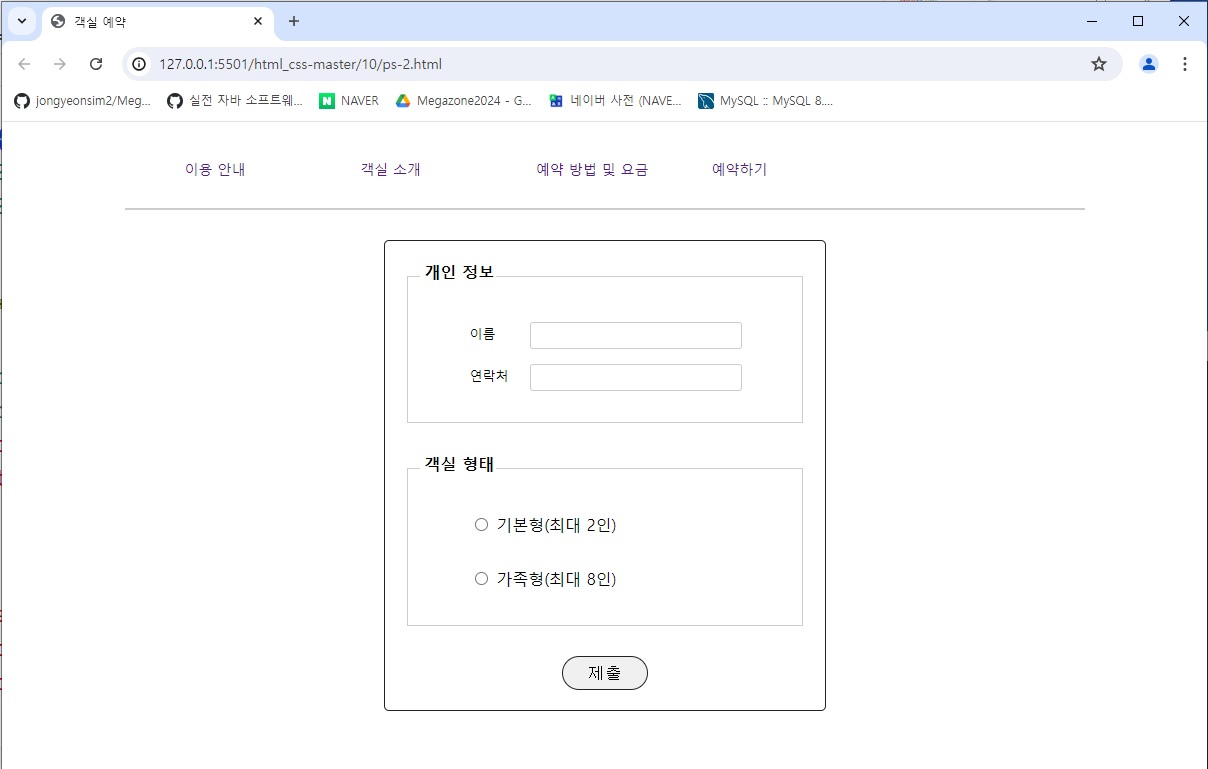 객실 예약
127.0.0.1:5501/html_css-master/10/ps-2.html
jongyeonsim2/Meg... 실전 자바 소프트웨... NAVER Megazone2024 - G... 네이버 사전 (NAVE... MySQL :: MySQL 8....
이용 안내 객실 소개 예약 방법 및 요금 예약하기
개인 정보
이름
연락처
객실 형태
기본형(최대 2인)
가족형(최대 8인)
제출